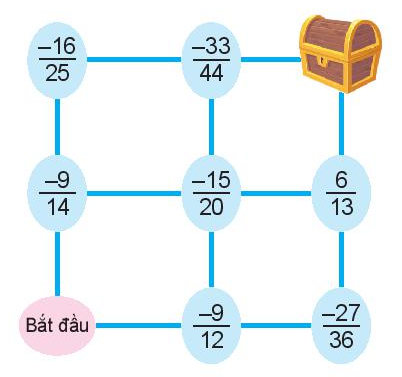 –16/25 –33/44
–9/14 –15/20 6/13
Bắt đầu –9/12 –27/36